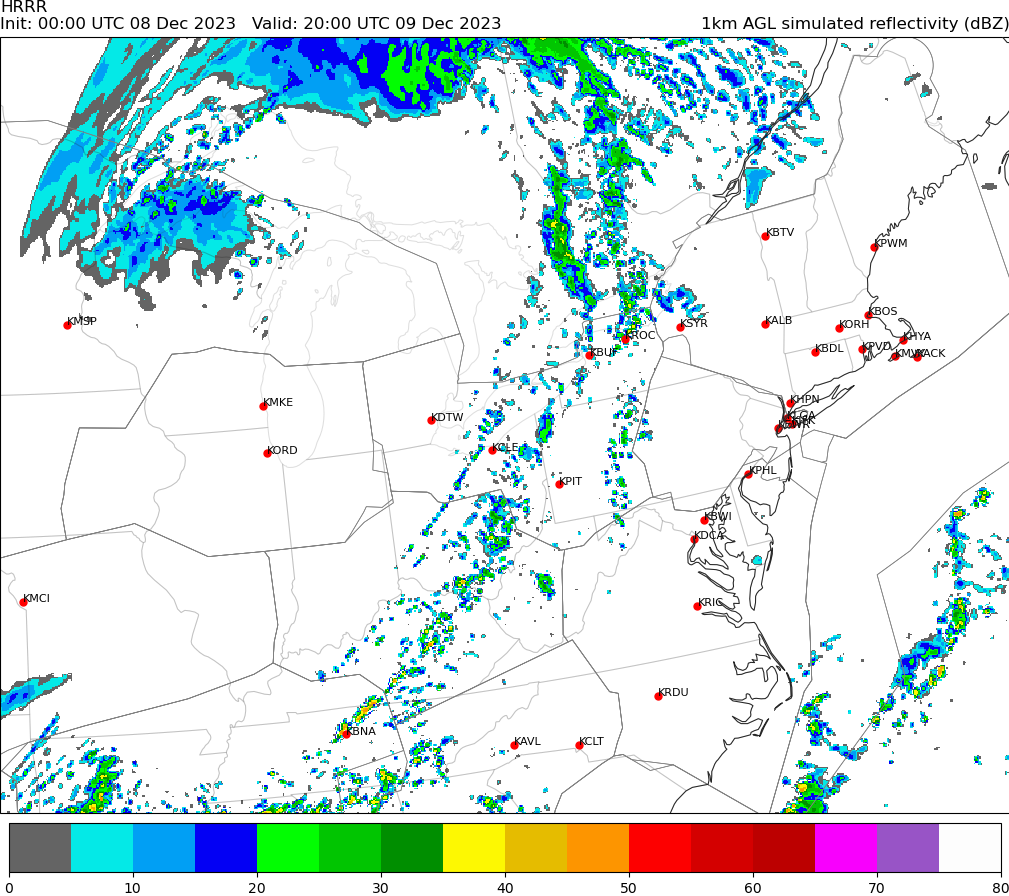 HRRR
Init: 00:00 UTC 08 Dec 2023 Valid: 20:00 UTC 09 Dec 2023 1km AGL simulated reflectivity (dBZ)
KBTV
KPWM
KMSP
KSYR
KALB
KBOS
KORH
KROC
KHYA
KBUF
KBDL
KPVD
KACK
KMKE
KHPN
KDTW
KLGA
KORD
KCLE
KPIT
KPHL
KBWI
KDCA
KMCI
KRIC
KRDU
KBNA
KAVL
KCLT
0 10 20 30 40 50 60 70 80